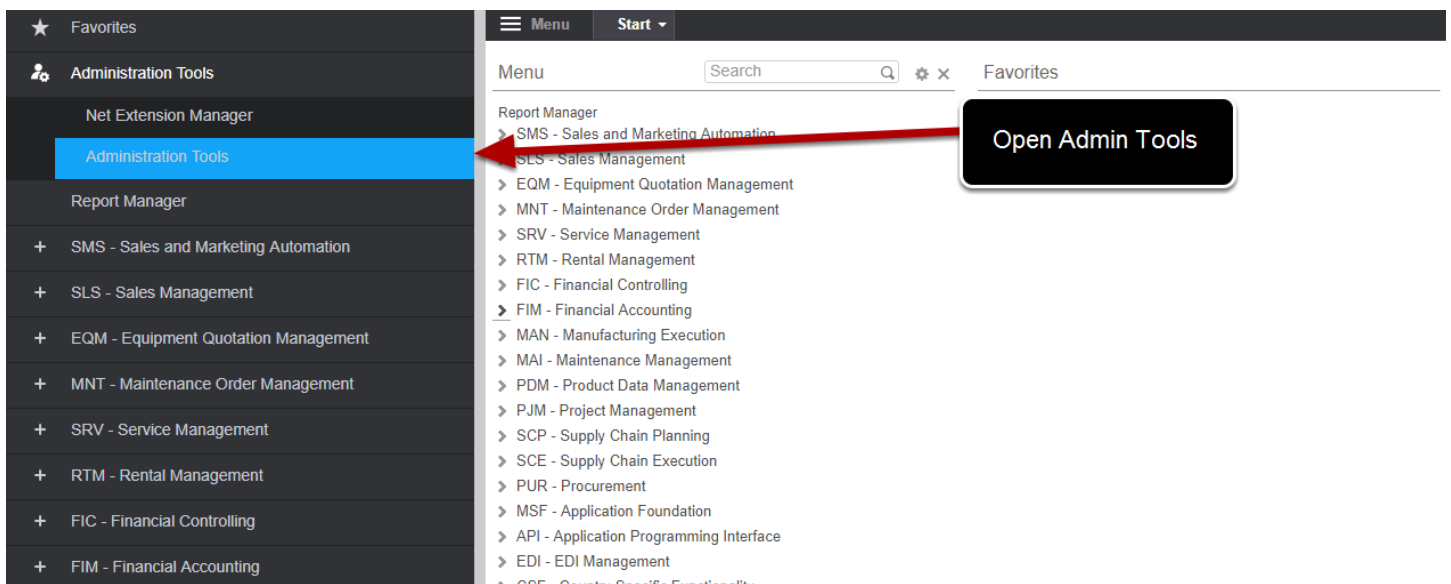 Favorites
Administration Tools
Net Extension Manager
Administration Tools
Report Manager
SMS - Sales and Marketing Automation
SLS - Sales Management
EQM - Equipment Quotation Management
MNT - Maintenance Order Management
SRV - Service Management
RTM - Rental Management
FIC - Financial Controlling
FIM - Financial Accounting
Menu Start
Menu Search
Report Manager
SMS - Sales and Marketing Automation
SLS - Sales Management
EQM - Equipment Quotation Management
MNT - Maintenance Order Management
SRV - Service Management
RTM - Rental Management
FIC - Financial Controlling
FIM - Financial Accounting
MAN - Manufacturing Execution
MAI - Maintenance Management
PDM - Product Data Management
PJM - Project Management
SCP - Supply Chain Planning
SCE - Supply Chain Execution
PUR - Procurement
MSF - Application Foundation
API - Application Programming Interface
EDI - EDI Management
Favorites
Open Admin Tools